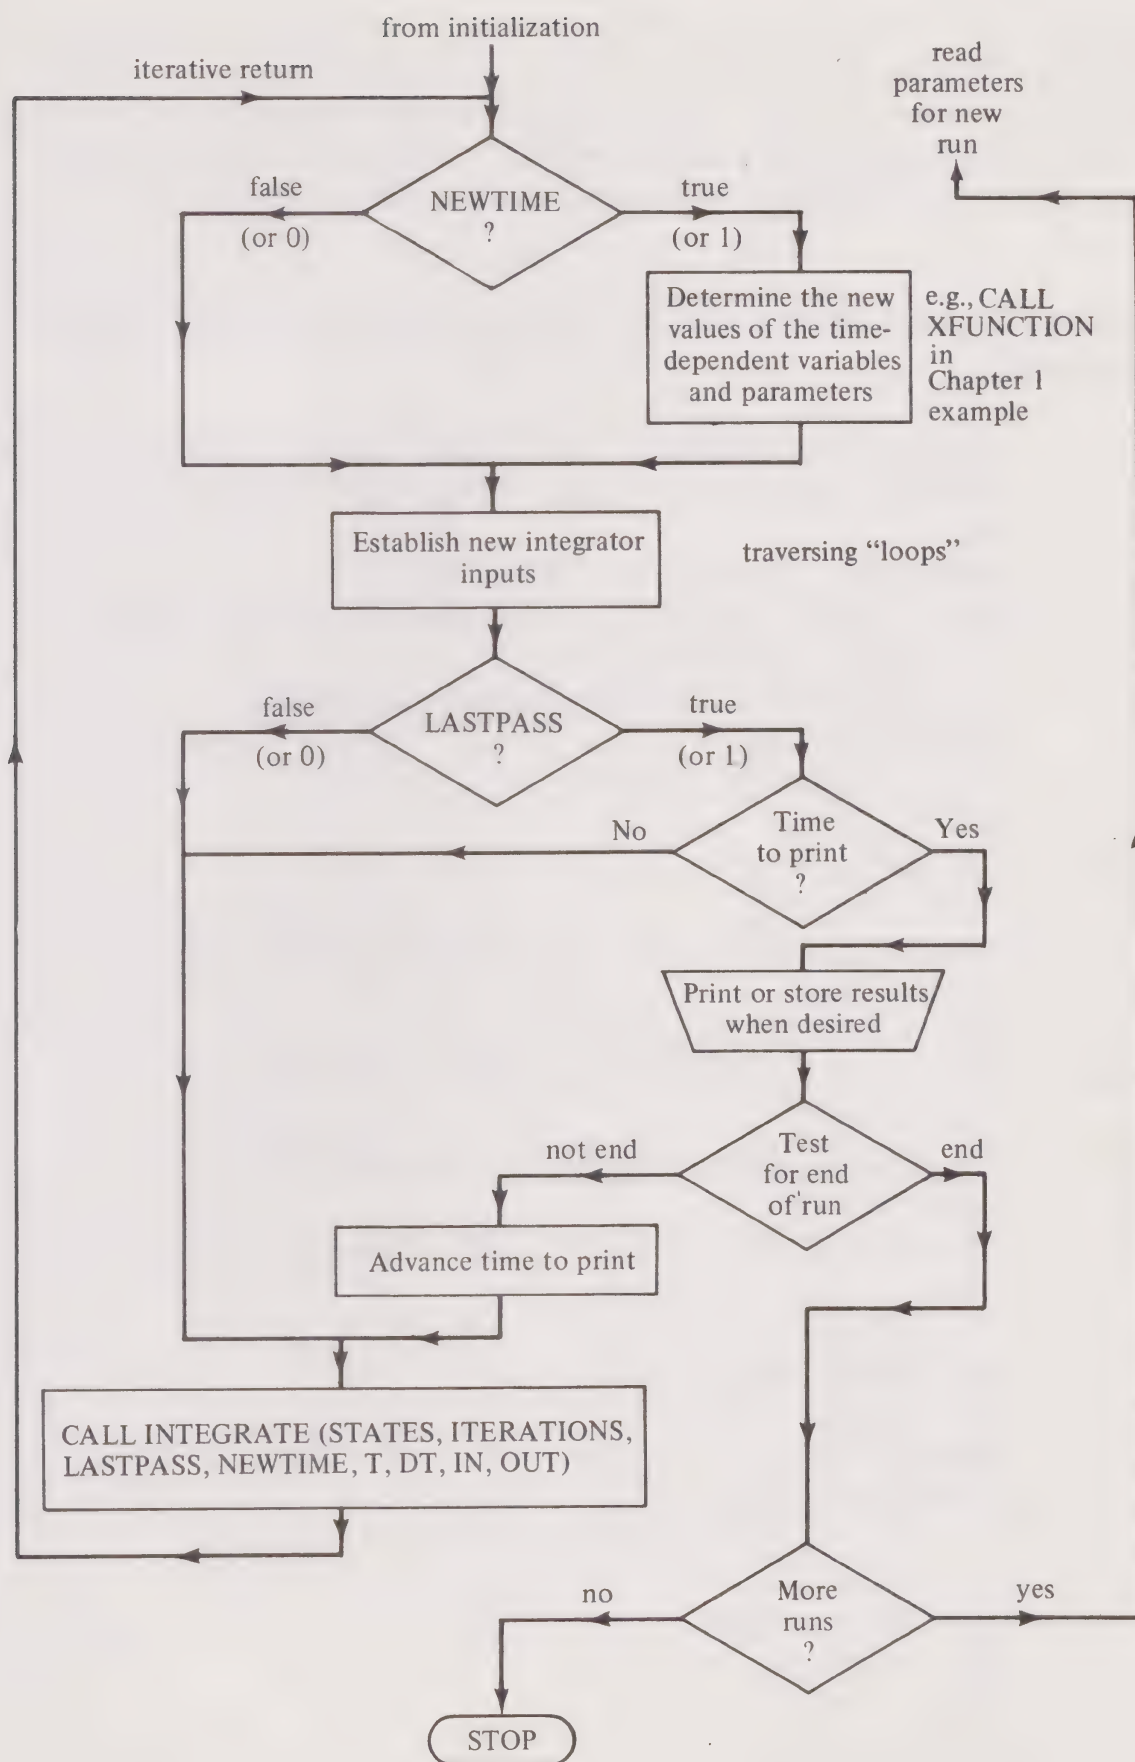 from initialization
iterative return
read
parameters
for new
run
false
(or 0)
NEWTIME
?
true
(or 1)
Determine the new
values of the time-
dependent variables
and parameters
e.g., CALL
XFUNCTION
in
Chapter 1
example
Establish new integrator
inputs
traversing “loops”
false
(or 0)
LASTPASS
?
true
(or 1)
No
Time
to print
?
Yes
Print or store results
when desired
not end
Test
for end
of run
end
Advance time to print
CALL INTEGRATE (STATES, ITERATIONS,
LASTPASS, NEWTIME, T, DT, IN, OUT)
no
More
runs
?
yes
STOP